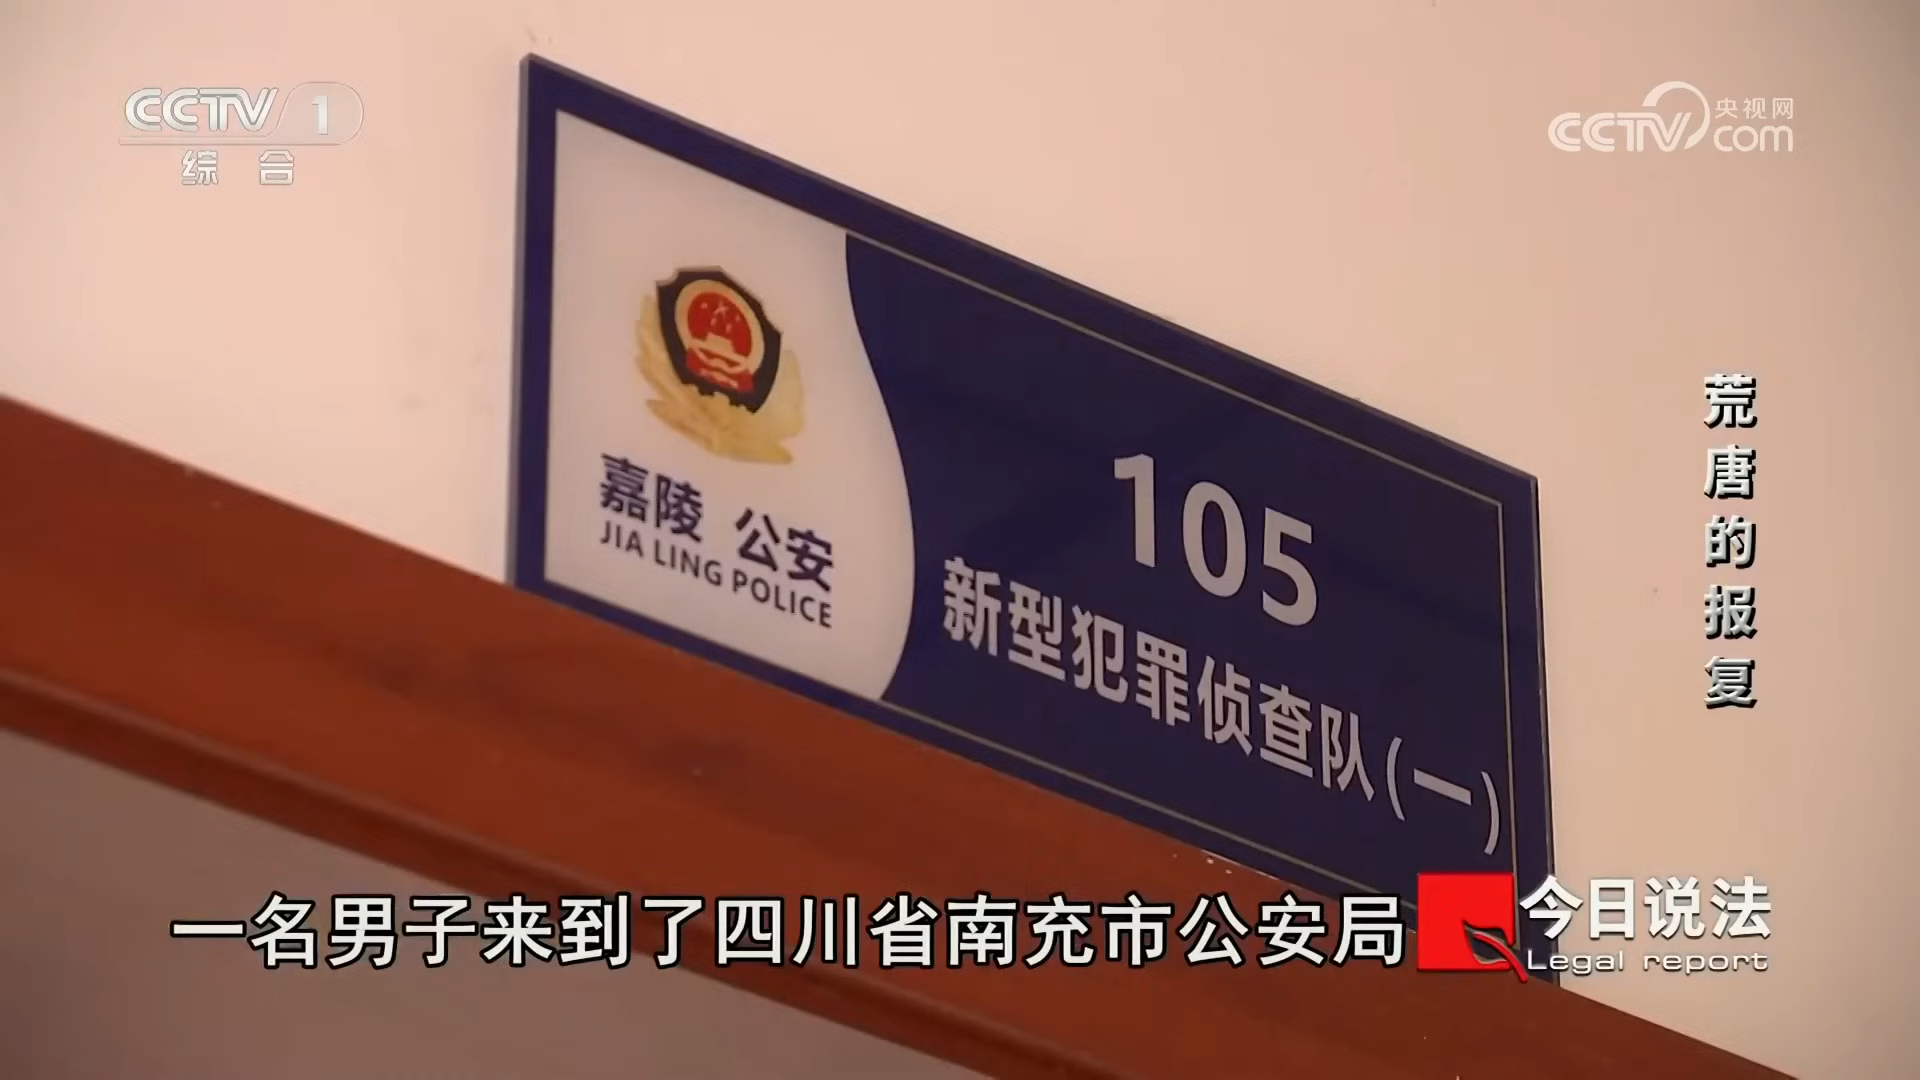 CCTV 1
综合
央视网
CCTV.com
嘉陵 公安
JIA LING POLICE
105
新型犯罪侦查队(一)
荒唐的报复
一名男子来到了四川省南充市公安局
今日说法
Legal report